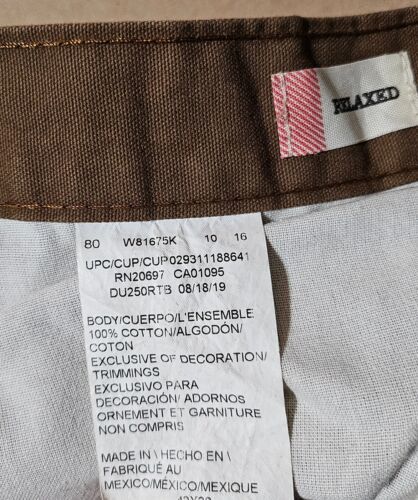 RELAXED
80 W81675K 10 16
UPC/CUP/CUP029311188641
RN20697 CA01095
DU250RTB 08/18/19
BODY/CUERPO/L'ENSEMBLE
100% COTTON/ALGODÓN/
COTON
EXCLUSIVE OF DECORATION/
TRIMMINGS
EXCLUSIVO PARA
DECORACIÓN/ ADORNOS
ORNEMENT ET GARNITURE
NON COMPRIS
MADE IN \ HECHO EN \
FABRIQUÉ AU
MEXICO/MÉXICO/MEXIQUE